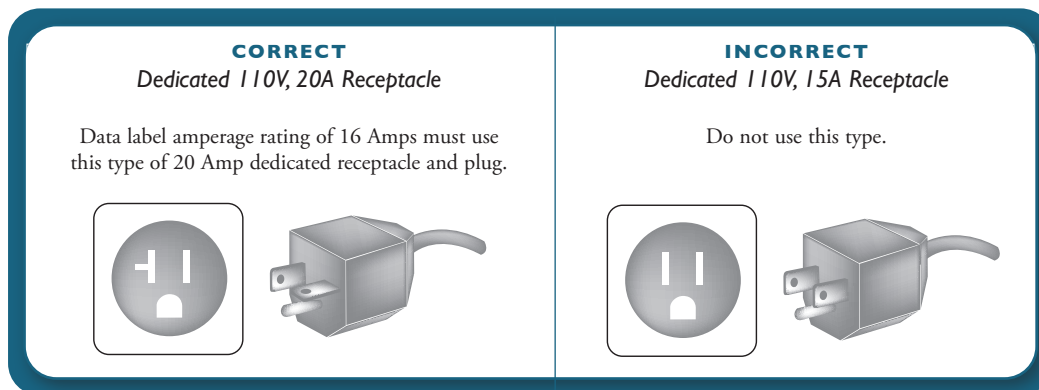 CORRECT
Dedicated 110V, 20A Receptacle
Data label amperage rating of 16 Amps must use
this type of 20 Amp dedicated receptacle and plug.
INCORRECT
Dedicated 110V, 15A Receptacle
Do not use this type.